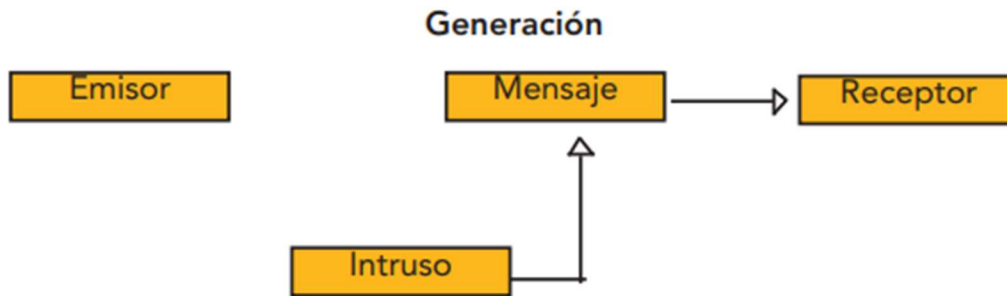 Generación
Emisor
Mensaje
Receptor
Intruso